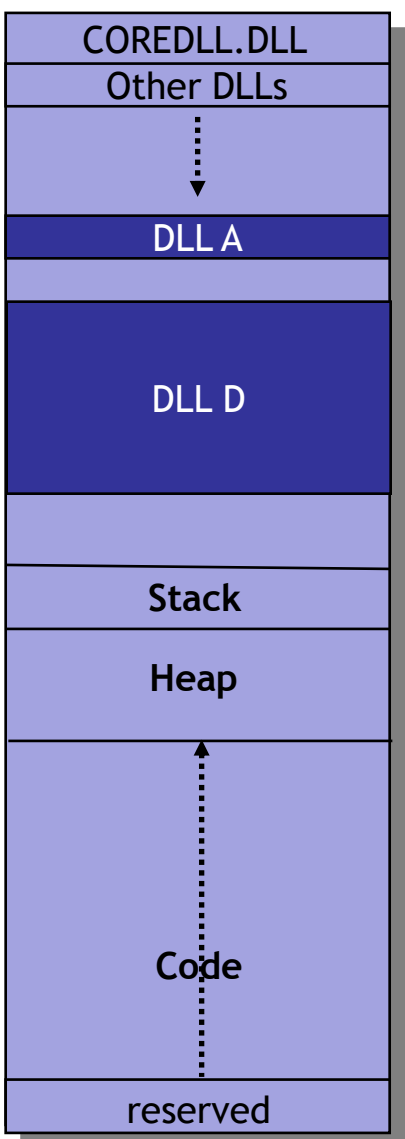 COREDLL.DLL
Other DLLs
DLL A
DLL D
Stack
Heap
Code
reserved